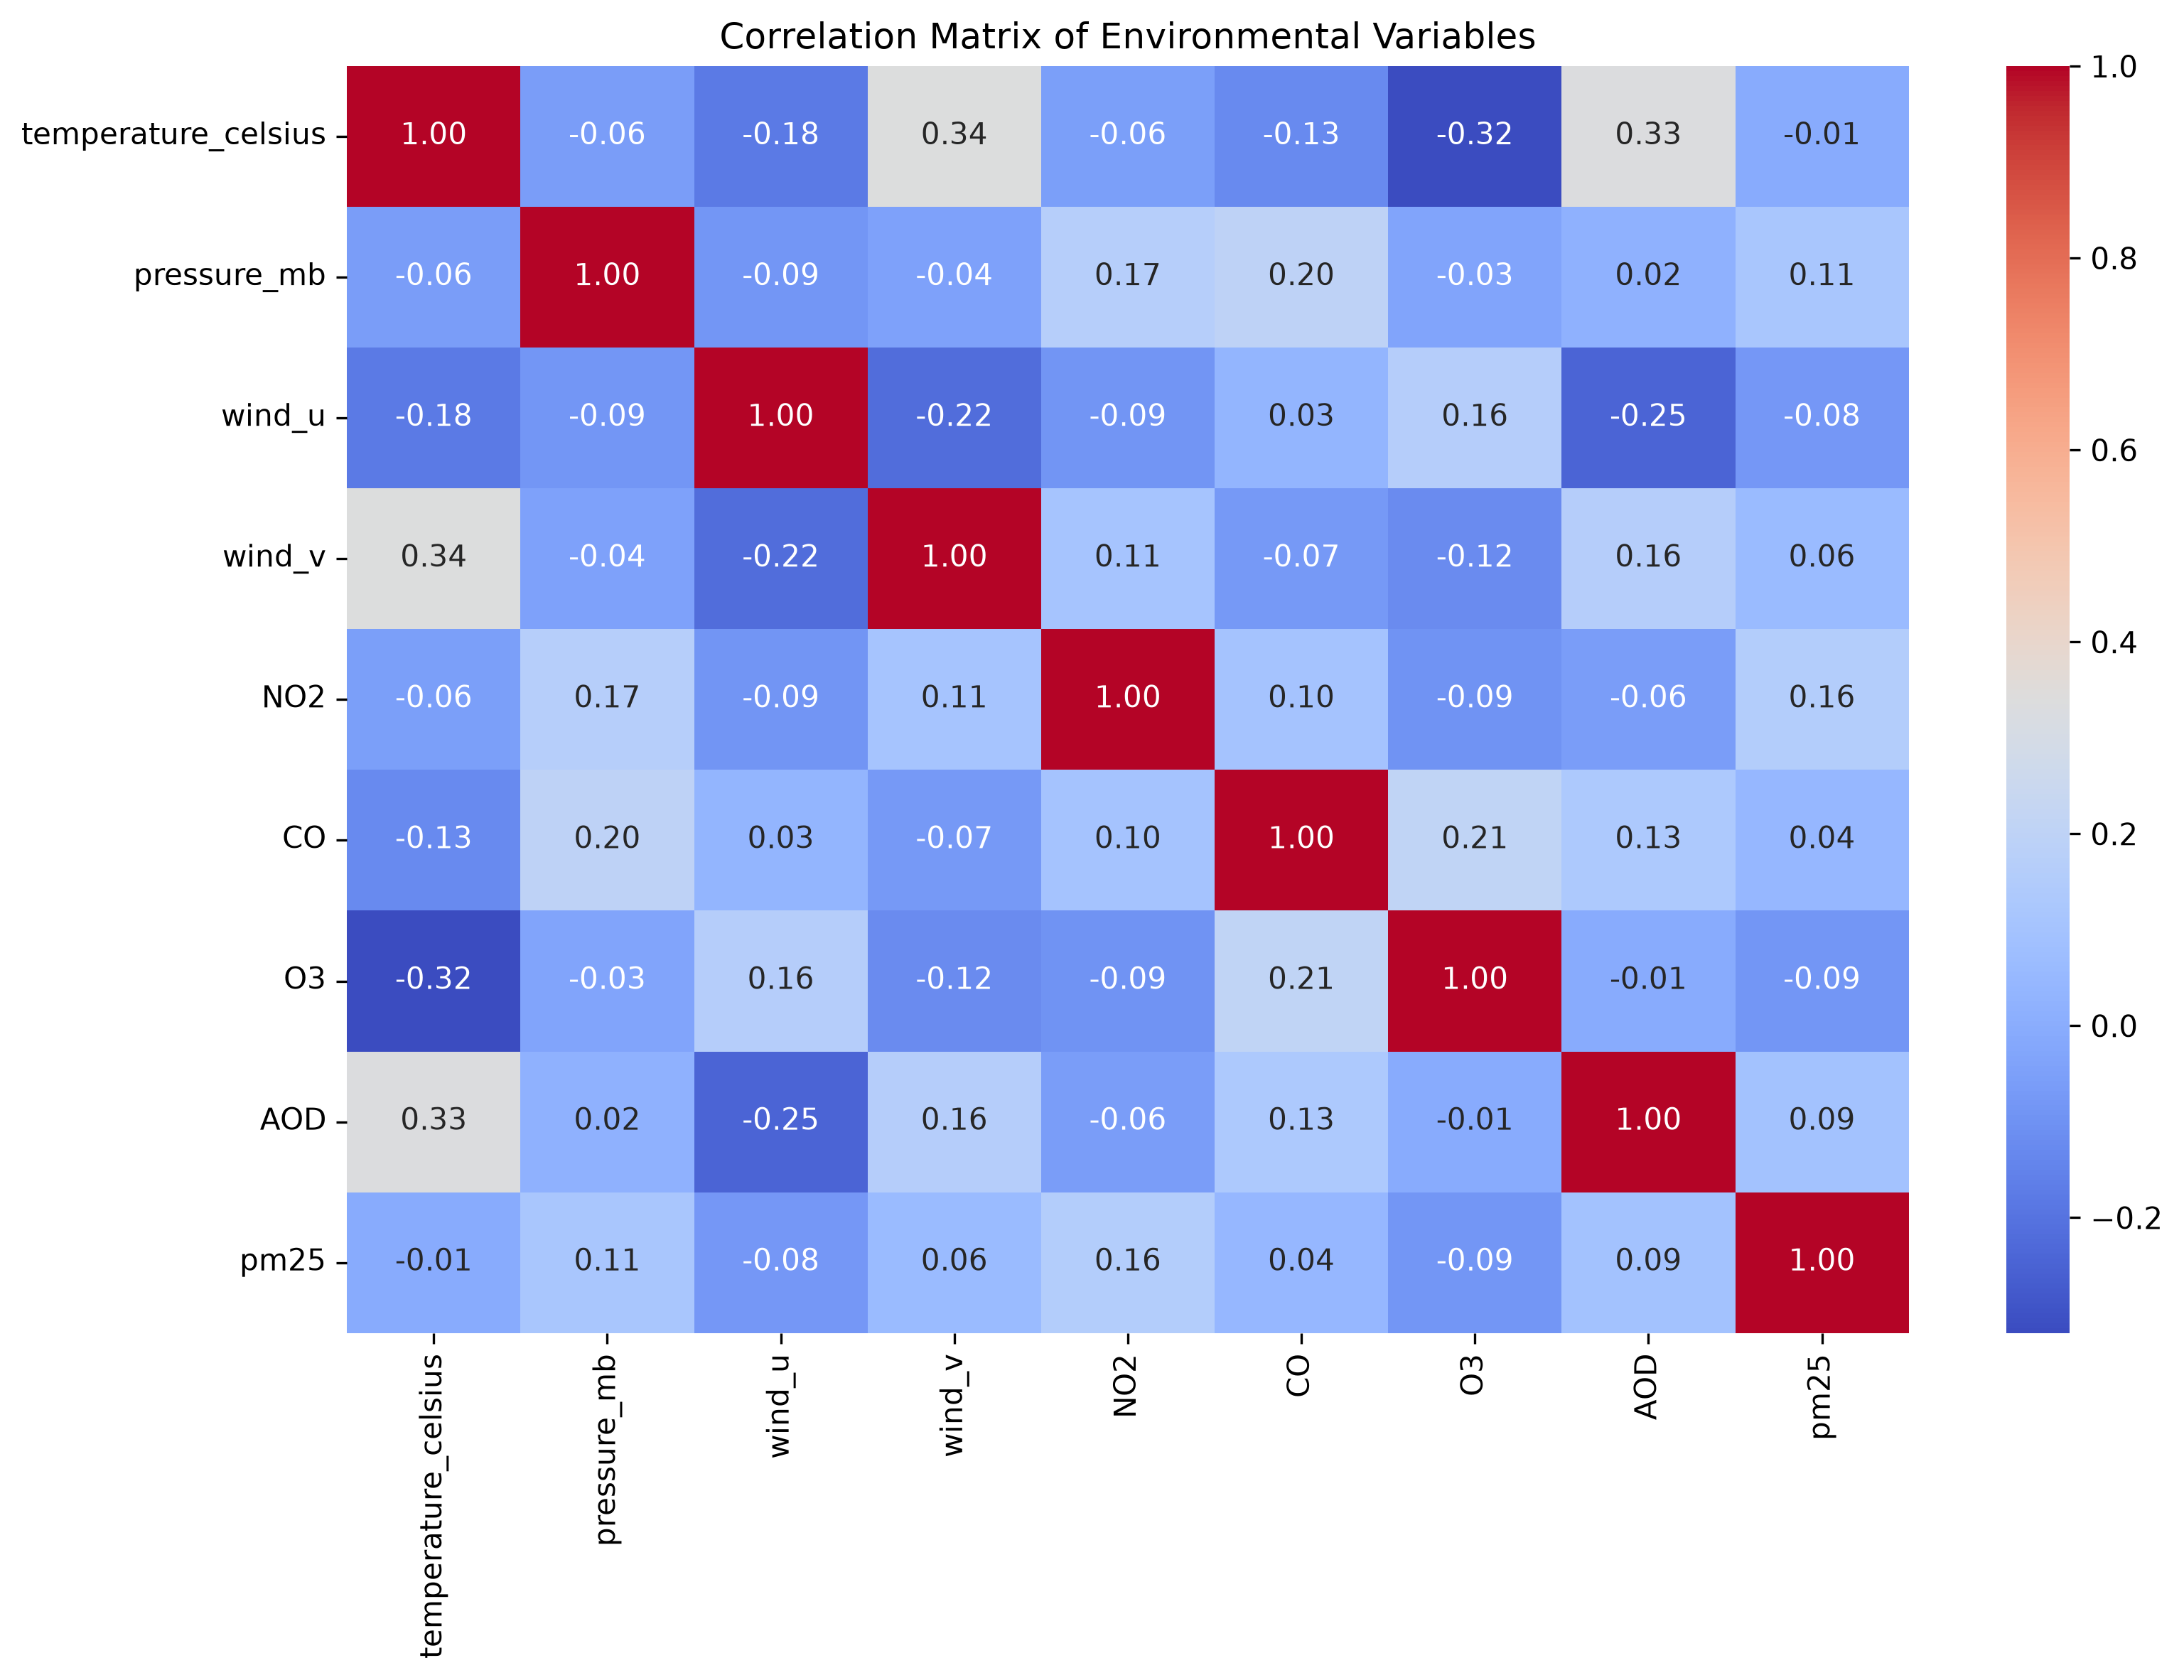 Correlation Matrix of Environmental Variables
temperature_celsius 1.00 -0.06 -0.18 0.34 -0.06 -0.13 -0.32 0.33 -0.01
pressure_mb -0.06 1.00 -0.09 -0.04 0.17 0.20 -0.03 0.02 0.11
wind_u -0.18 -0.09 1.00 -0.22 -0.09 0.03 0.16 -0.25 -0.08
wind_v 0.34 -0.04 -0.22 1.00 0.11 -0.07 -0.12 0.16 0.06
NO2 -0.06 0.17 -0.09 0.11 1.00 0.10 -0.09 -0.06 0.16
CO -0.13 0.20 0.03 -0.07 0.10 1.00 0.21 0.13 0.04
O3 -0.32 -0.03 0.16 -0.12 -0.09 0.21 1.00 -0.01 -0.09
AOD 0.33 0.02 -0.25 0.16 -0.06 0.13 -0.01 1.00 0.09
pm25 -0.01 0.11 -0.08 0.06 0.16 0.04 -0.09 0.09 1.00
temperature_celsius
pressure_mb
wind_u
wind_v
NO2
CO
O3
AOD
pm25
1.0
0.8
0.6
0.4
0.2
0.0
−0.2